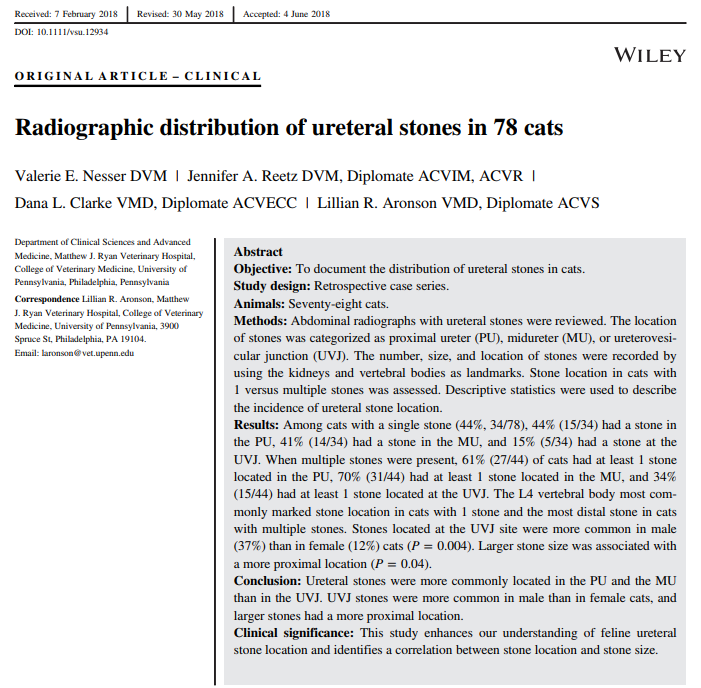 Received: 7 February 2018 | Revised: 30 May 2018 | Accepted: 4 June 2018
DOI: 10.1111/vsu.12934
WILEY
ORIGINAL ARTICLE – CLINICAL
Radiographic distribution of ureteral stones in 78 cats
Valerie E. Nesser DVM | Jennifer A. Reetz DVM, Diplomate ACVIM, ACVR |
Dana L. Clarke VMD, Diplomate ACVECC | Lillian R. Aronson VMD, Diplomate ACVS
Department of Clinical Sciences and Advanced
Medicine, Matthew J. Ryan Veterinary Hospital,
College of Veterinary Medicine, University of
Pennsylvania, Philadelphia, Pennsylvania
Correspondence Lillian R. Aronson, Matthew
J. Ryan Veterinary Hospital, College of Veterinary
Medicine, University of Pennsylvania, 3900
Spruce St, Philadelphia, PA 19104.
Email: laronson@vet.upenn.edu
Abstract
Objective: To document the distribution of ureteral stones in cats.
Study design: Retrospective case series.
Animals: Seventy-eight cats.
Methods: Abdominal radiographs with ureteral stones were reviewed. The location
of stones was categorized as proximal ureter (PU), midureter (MU), or ureterovesi-
cular junction (UVJ). The number, size, and location of stones were recorded by
using the kidneys and vertebral bodies as landmarks. Stone location in cats with
1 versus multiple stones was assessed. Descriptive statistics were used to describe
the incidence of ureteral stone location.
Results: Among cats with a single stone (44%, 34/78), 44% (15/34) had a stone in
the PU, 41% (14/34) had a stone in the MU, and 15% (5/34) had a stone at the
UVJ. When multiple stones were present, 61% (27/44) of cats had at least 1 stone
located in the PU, 70% (31/44) had at least 1 stone located in the MU, and 34%
(15/44) had at least 1 stone located at the UVJ. The L4 vertebral body most com-
monly marked stone location in cats with 1 stone and the most distal stone in cats
with multiple stones. Stones located at the UVJ site were more common in male
(37%) than in female (12%) cats (P = 0.004). Larger stone size was associated with
a more proximal location (P = 0.04).
Conclusion: Ureteral stones were more commonly located in the PU and the MU
than in the UVJ. UVJ stones were more common in male than in female cats, and
larger stones had a more proximal location.
Clinical significance: This study enhances our understanding of feline ureteral
stone location and identifies a correlation between stone location and stone size.